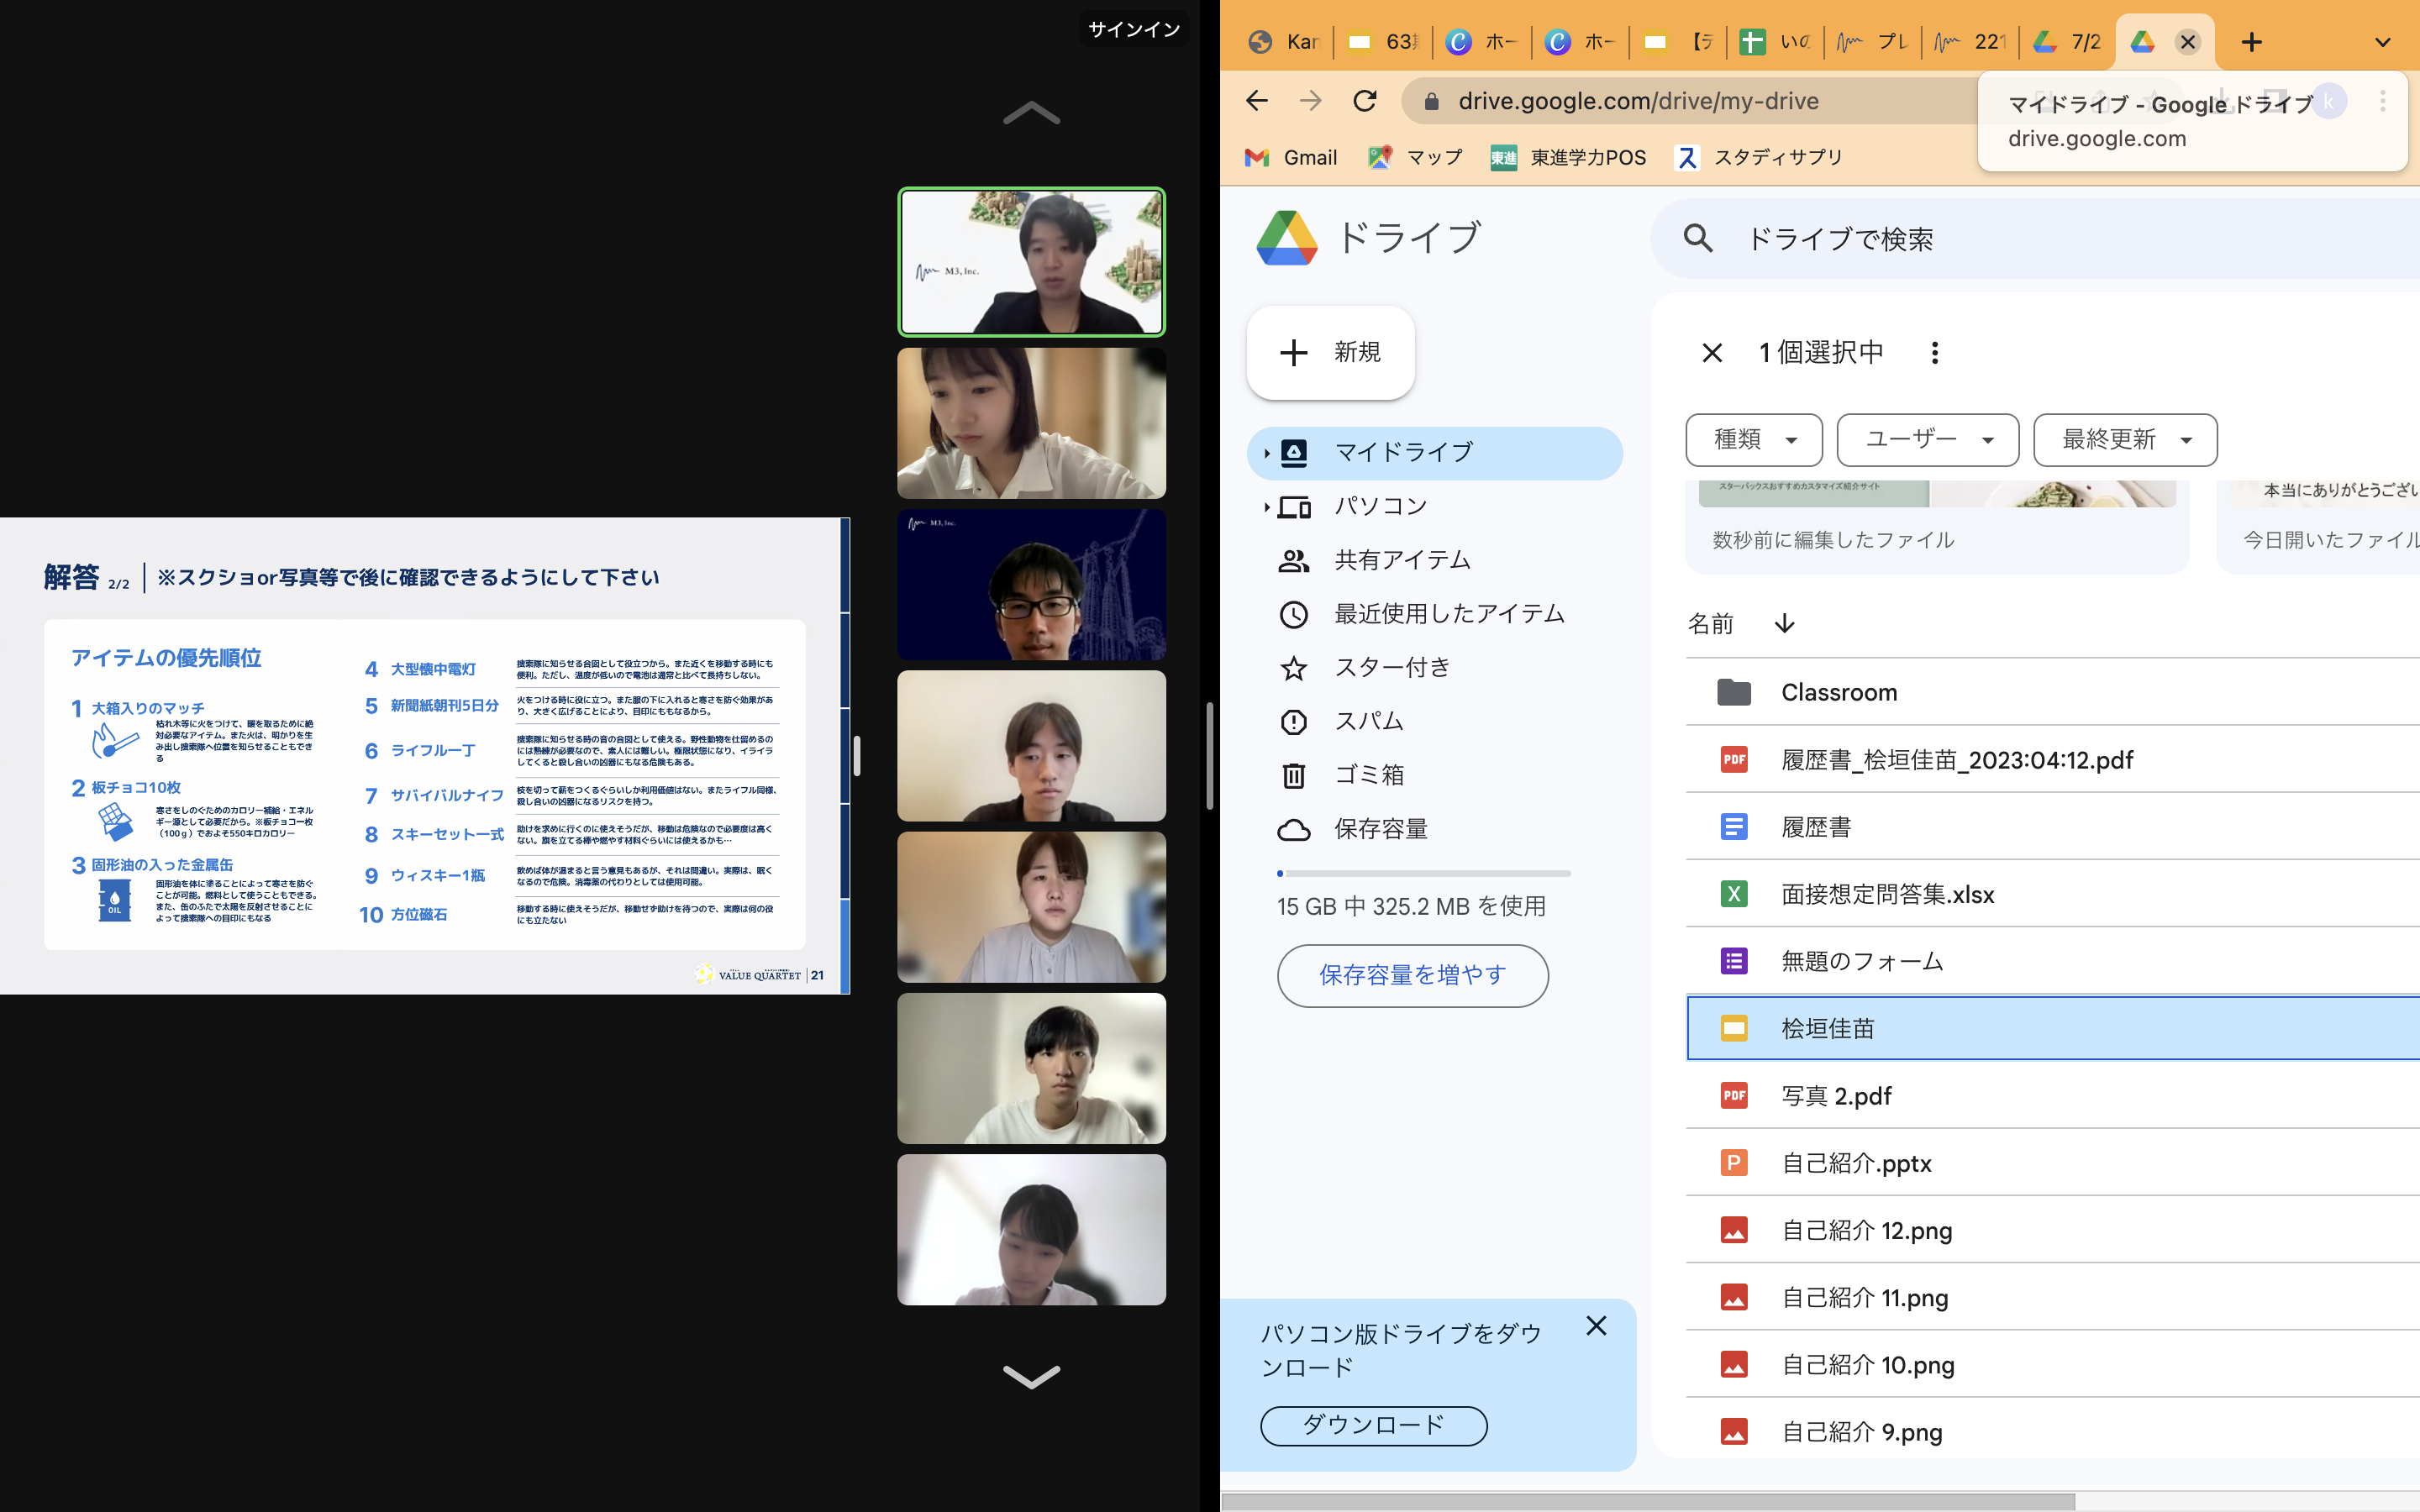 サインイン
M3, Inc.
M3, Inc.
解答 2/2 ※スクショor写真等で後に確認できるようにして下さい
アイテムの優先順位
1 大箱入りのマッチ
枯れ木等に火をつけて、暖を取るために絶
対必要なアイテム。また火は、明かりを生
み出し捜索隊へ位置を知らせることもでき
る
2 板チョコ10枚
寒さをしのぐためのカロリー補給・エネル
ギー源として必要だから。※板チョコ一枚
（100g）でおよそ550キロカロリー
3 固形油の入った金属缶
OIL
固形油を体に塗ることによって寒さを防ぐ
ことが可能。燃料として使うこともできる。
また、缶のふたで太陽を反射させることに
よって捜索隊への目印にもなる
4 大型懐中電灯
捜索隊に知らせる合図として役立つから。また近くを移動する時にも
便利。ただし、温度が低いので電池は通常と比べて長持ちしない。
5 新聞紙朝刊5日分
火をつける時に役に立つ。また服の下に入れると寒さを防ぐ効果があ
り、大きく広げることにより、目印にももなるから。
6 ライフル一丁
捜索隊に知らせる時の音の合図として使える。野性動物を仕留めるの
には熟練が必要なので、素人には難しい。極限状態になり、イライラ
してくると殺し合いの凶器にもなる危険もある。
7 サバイバルナイフ
枝を切って薪をつくるぐらいしか利用価値はない。またライフル同様、
殺し合いの凶器になるリスクを持つ。
8 スキーセット一式
助けを求めに行くのに使えそうだが、移動は危険なので必要度は高く
ない。旗を立てる棒や燃やす材料ぐらいには使えるかも…
9 ウィスキー1瓶
飲めば体が温まると言う意見もあるが、それは間違い。実際は、眠く
なるので危険。消毒薬の代わりとしては使用可能。
10 方位磁石
移動する時に使えそうだが、移動せず助けを待つので、実際は何の役
にも立たない
VALUE QUARTET 21
Kar
63期
ホー
ホー
【デ
いの
プレ
221
7/2
drive.google.com/drive/my-drive
マイドライブ - Google ドライブ
drive.google.com
k
Gmail
マップ
東進 東進学力POS
スタディサプリ
ドライブ
ドライブで検索
新規
1 個選択中
種類
ユーザー
最終更新
マイドライブ
パソコン
共有アイテム
最近使用したアイテム
スター付き
スパム
ゴミ箱
保存容量
15 GB 中 325.2 MB を使用
保存容量を増やす
スターバックスおすすめカスタマイズ紹介サイト
本当にありがとうござい
数秒前に編集したファイル
今日開いたファイル
名前
Classroom
PDF 履歴書_桧垣佳苗_2023:04:12.pdf
履歴書
X 面接想定問答集.xlsx
無題のフォーム
桧垣佳苗
PDF 写真 2.pdf
P 自己紹介.pptx
自己紹介 12.png
自己紹介 11.png
自己紹介 10.png
自己紹介 9.png
パソコン版ドライブをダウ
ンロード
ダウンロード